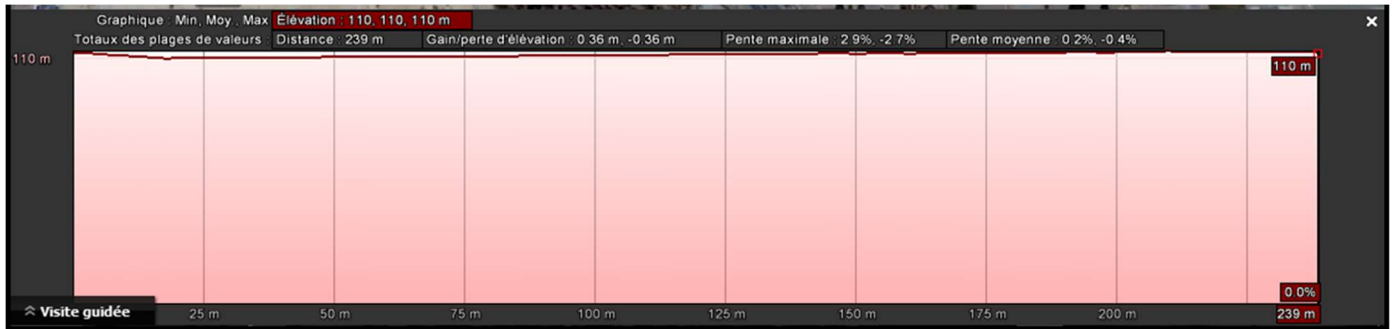 Graphique : Min, Moy , Max Élévation : 110, 110, 110 m
Totaux des plages de valeurs : Distance : 239 m Gain/perte d'élévation : 0.36 m, -0.36 m Pente maximale : 2.9%, -2.7% Pente moyenne : 0.2%, -0.4%
110 m 110 m
0.0%
Visite guidée 25 m 50 m 75 m 100 m 125 m 150 m 175 m 200 m 239 m